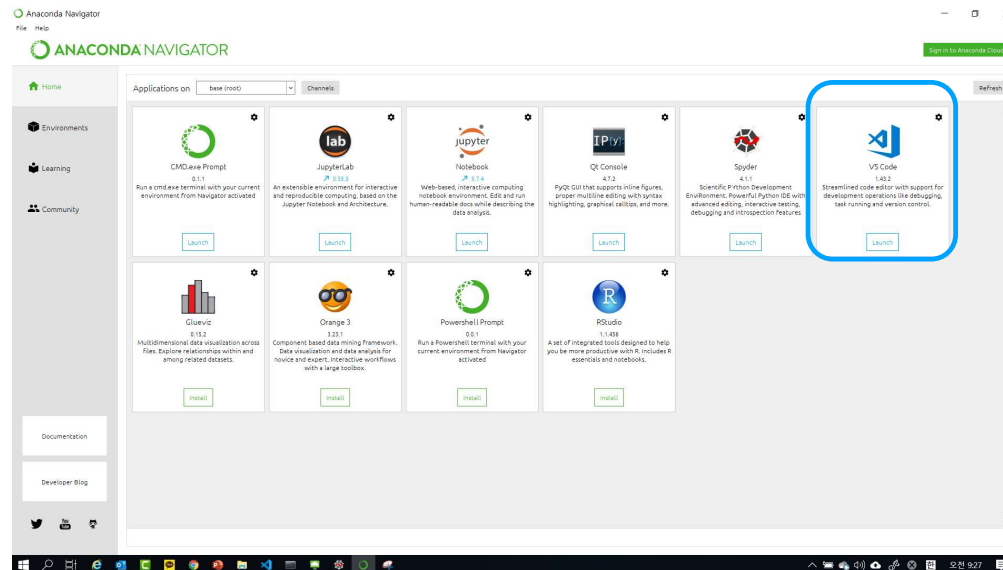 Anaconda Navigator
File Help
ANACONDA NAVIGATOR
Sign in to Anaconda Cloud
Home
Environments
Learning
Community
Documentation
Developer Blog
You
Tube
Applications on base (root) Channels Refresh
CMD.exe Prompt
0.1.1
Run a cmd.exe terminal with your current
environment from Navigator activated
Launch
lab
JupyterLab
0.35.3
An extensible environment for interactive
and reproducible computing, based on the
Jupyter Notebook and Architecture.
Launch
jupyter
Notebook
5.7.4
Web-based, interactive computing
notebook environment. Edit and run
human-readable docs while describing the
data analysis.
Launch
IP[y]:
Qt Console
4.7.2
PyQt GUI that supports inline figures,
proper multiline editing with syntax
highlighting, graphical calltips, and more.
Launch
Spyder
4.1.1
Scientific PYthon Development
EnviRonment. Powerful Python IDE with
advanced editing, interactive testing,
debugging and introspection features
Launch
VS Code
1.43.2
Streamlined code editor with support for
development operations like debugging,
task running and version control.
Launch
Glueviz
0.15.2
Multidimensional data visualization across
files. Explore relationships within and
among related datasets.
Install
Orange 3
3.23.1
Component based data mining framework.
Data visualization and data analysis for
novice and expert. Interactive workflows
with a large toolbox.
Install
Powershell Prompt
0.0.1
Run a Powershell terminal with your
current environment from Navigator
activated
Install
R
RStudio
1.1.456
A set of integrated tools designed to help
you be more productive with R. Includes R
essentials and notebooks.
Install
오전 9:27